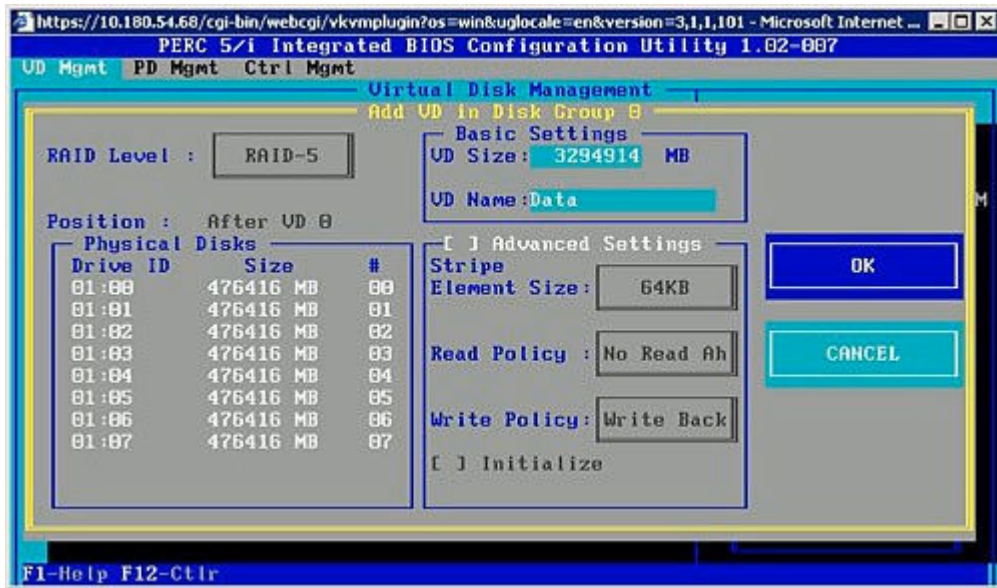 https://10.180.54.68/cgi-bin/webcgi/vkvmplugin?os=win&uglocale=en&version=3,1,1,101 - Microsoft Internet ...
PERC 5/i Integrated BIOS Configuration Utility 1.02-007
VD Mgmt PD Mgmt Ctrl Mgmt
Virtual Disk Management
Add VD in Disk Group 0
RAID Level : RAID-5
Basic Settings
VD Size: 3294914 MB
VD Name:Data
M
Position : After VD 0
Physical Disks
Drive ID Size #
01:00 476416 MB 00
01:01 476416 MB 01
01:02 476416 MB 02
01:03 476416 MB 03
01:04 476416 MB 04
01:05 476416 MB 05
01:06 476416 MB 06
01:07 476416 MB 07
[ ] Advanced Settings
Stripe
Element Size: 64KB
Read Policy : No Read Ah
Write Policy: Write Back
[ ] Initialize
OK
CANCEL
F1-Help F12-Ctlr